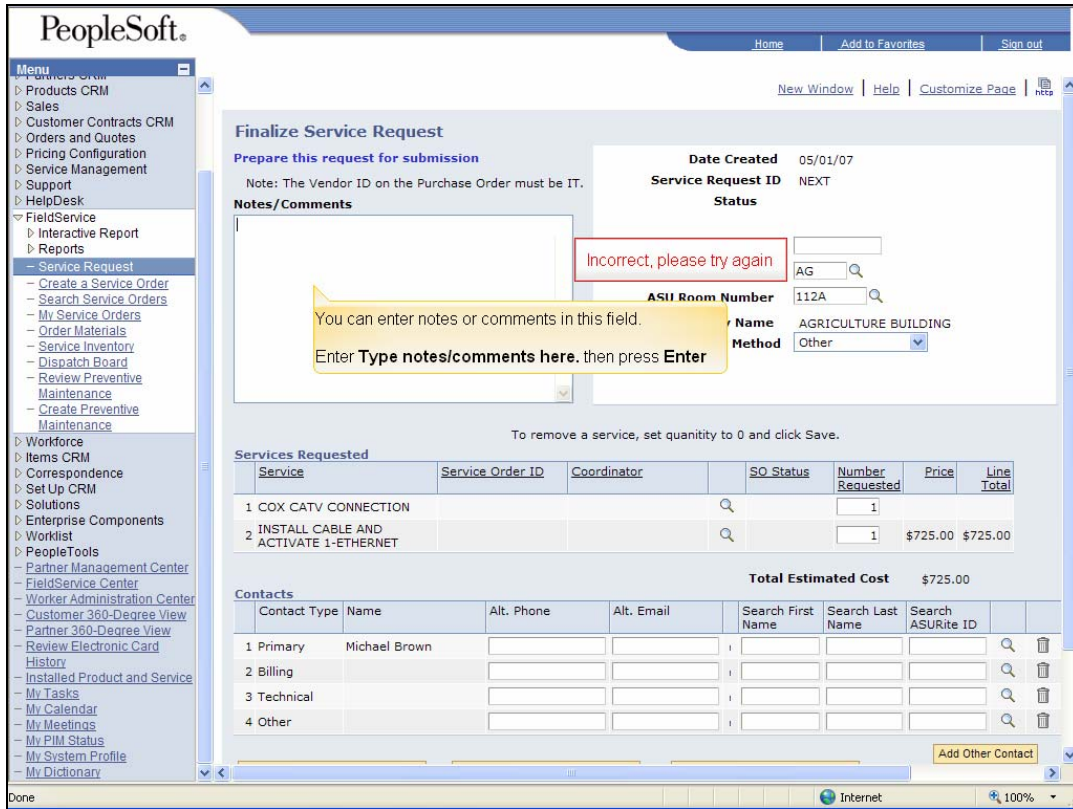 PeopleSoft®
Home Add to Favorites Sign out
Menu
Partners CRM
Products CRM
Sales
Customer Contracts CRM
Orders and Quotes
Pricing Configuration
Service Management
Support
HelpDesk
FieldService
Interactive Report
Reports
– Service Request
– Create a Service Order
– Search Service Orders
– My Service Orders
– Order Materials
– Service Inventory
– Dispatch Board
– Review Preventive
Maintenance
– Create Preventive
Maintenance
Workforce
Items CRM
Correspondence
Set Up CRM
Solutions
Enterprise Components
Worklist
PeopleTools
– Partner Management Center
– FieldService Center
– Worker Administration Center
– Customer 360-Degree View
– Partner 360-Degree View
– Review Electronic Card
History
– Installed Product and Service
– My Tasks
– My Calendar
– My Meetings
– My PIM Status
– My System Profile
– My Dictionary
New Window | Help | Customize Page | http
Finalize Service Request
Prepare this request for submission
Note: The Vendor ID on the Purchase Order must be IT.
Notes/Comments
Date Created 05/01/07
Service Request ID NEXT
Status
Incorrect, please try again
AG
ASU Room Number 112A
Name AGRICULTURE BUILDING
Method Other
You can enter notes or comments in this field.
Enter Type notes/comments here. then press Enter
To remove a service, set quanitity to 0 and click Save.
Services Requested
Service Service Order ID Coordinator SO Status Number Requested Price Line Total
1 COX CATV CONNECTION 1
2 INSTALL CABLE AND ACTIVATE 1-ETHERNET 1 $725.00 $725.00
Total Estimated Cost $725.00
Contacts
Contact Type Name Alt. Phone Alt. Email Search First Name Search Last Name Search ASURite ID
1 Primary Michael Brown
2 Billing
3 Technical
4 Other
Add Other Contact
Done Internet 100%